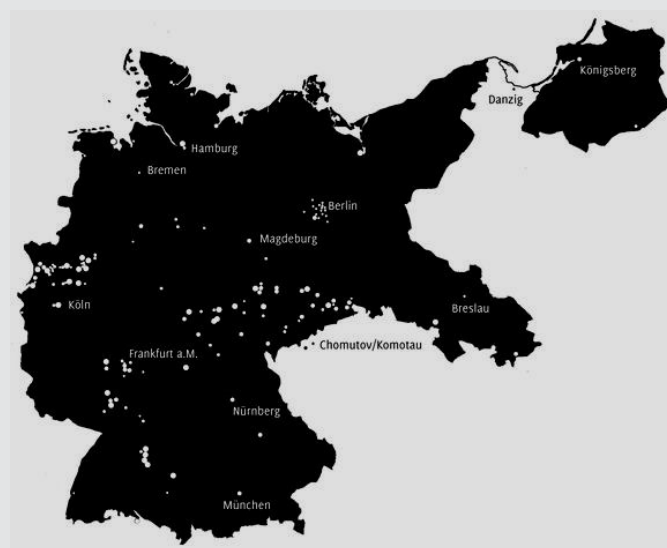 Königsberg
Danzig
Hamburg
Bremen
Berlin
Magdeburg
Köln
Breslau
Chomutov/Komotau
Frankfurt a.M.
Nürnberg
München